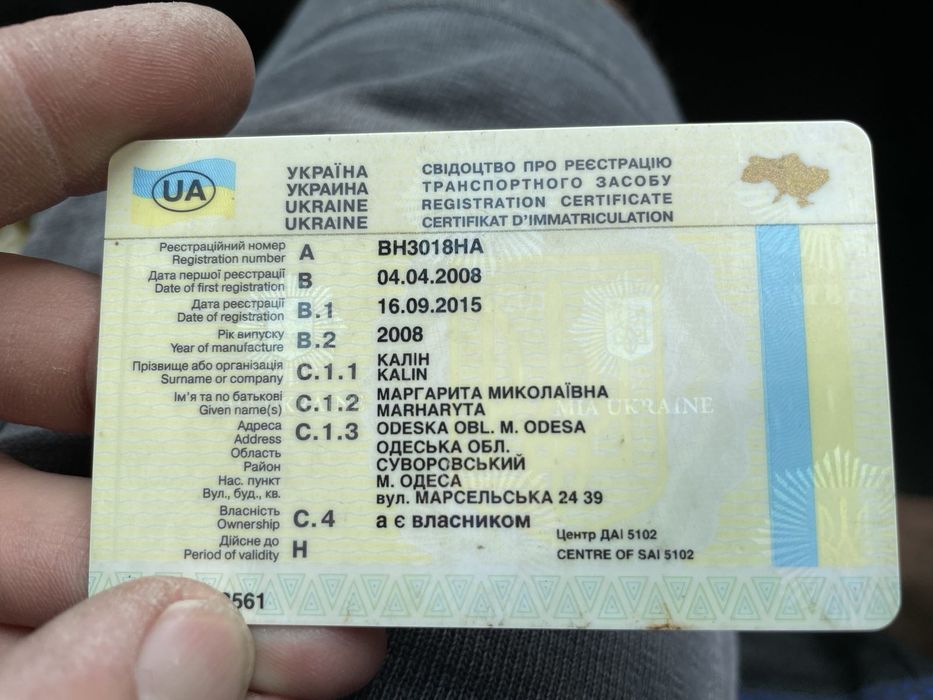 UA
УКРАЇНА
УКРАИНА
UKRAINE
UKRAINE
СВІДОЦТВО ПРО РЕЄСТРАЦІЮ
ТРАНСПОРТНОГО ЗАСОБУ
REGISTRATION CERTIFICATE
CERTIFIKAT D'IMMATRICULATION
Реєстраційний номер
Registration number A ВН3018НА
Дата першої реєстрації
Date of first registration B 04.04.2008
Дата реєстрації
Date of registration B.1 16.09.2015
Рік випуску
Year of manufacture B.2 2008
Прізвище або організація
Surname or company C.1.1 КАЛІН
KALIN
Ім'я та по батькові
Given name(s) C.1.2 МАРГАРИТА МИКОЛАЇВНА
MARHARYTA
MIA UKRAINE
Адреса
Address C.1.3 ODESKA OBL. M. ODESA
Область ОДЕСЬКА ОБЛ.
Район СУВОРОВСЬКИЙ
Нас. пункт М. ОДЕСА
Вул., буд., кв. вул. МАРСЕЛЬСЬКА 24 39
Власність
Ownership C.4 а є власником
Дійсне до
Period of validity H
Центр ДАІ 5102
CENTRE OF SAI 5102
561